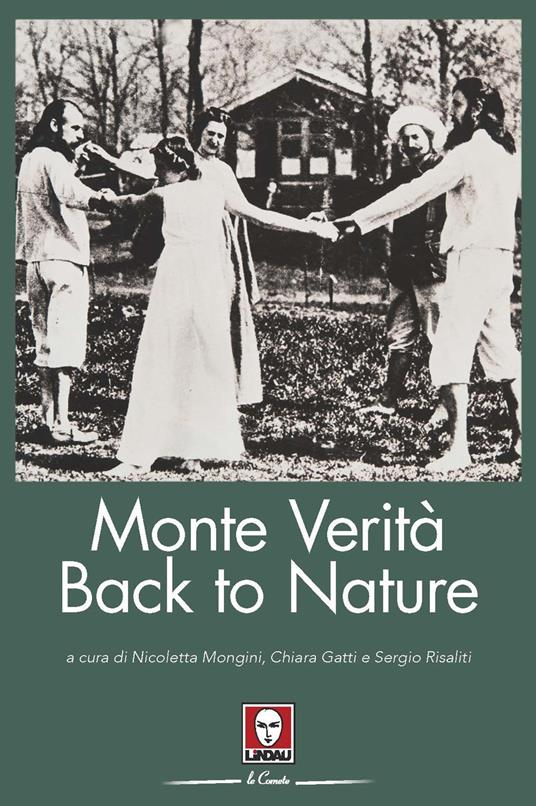 Monte Verità
Back to Nature
a cura di Nicoletta Mongini, Chiara Gatti e Sergio Risaliti
LINDAU
le Comete